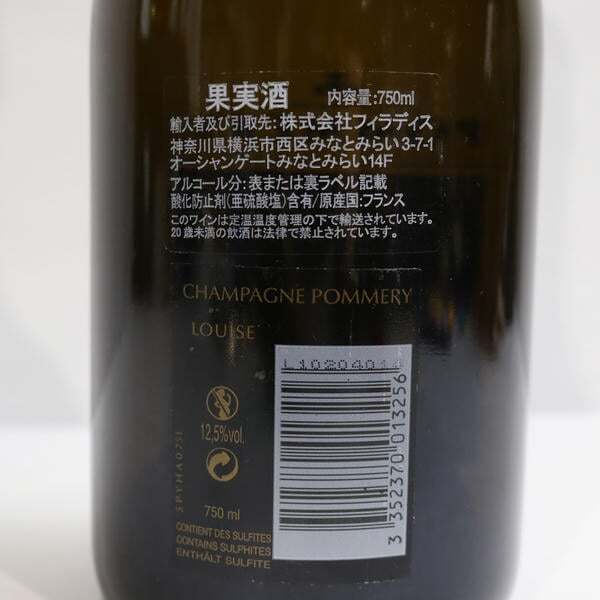 果実酒 内容量:750ml
輸入者及び引取先: 株式会社フィラディス
神奈川県横浜市西区みなとみらい3-7-1
オーシャンゲートみなとみらい14F
アルコール分:表または裏ラベル記載
酸化防止剤(亜硫酸塩)含有/原産国:フランス
このワインは定温温度管理の下で輸送されています。
20歳未満の飲酒は法律で禁止されています。
CHAMPAGNE POMMERY
LOUISE
12,5%vol.
750 ml
CONTIENT DES SULFITES
CONTAINS SULPHITES
ENTHÄLT SULFITE
3 352370 013256